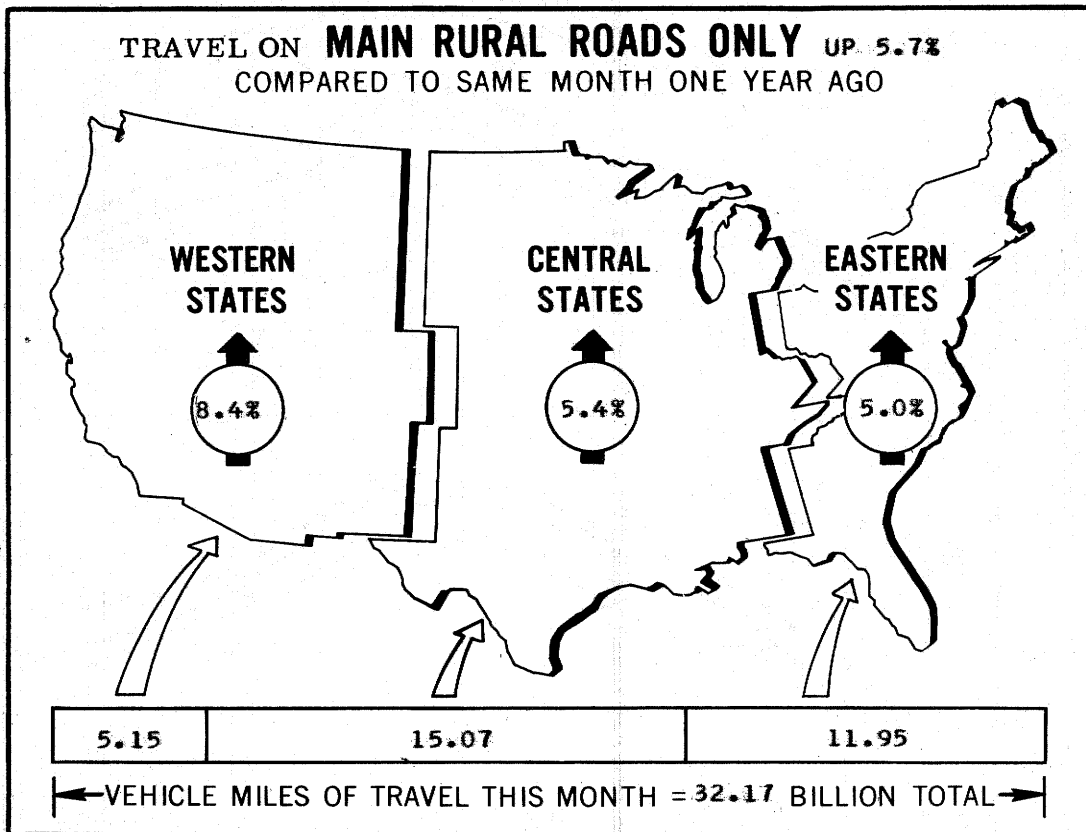 TRAVEL ON MAIN RURAL ROADS ONLY UP 5.7%
COMPARED TO SAME MONTH ONE YEAR AGO
WESTERN
STATES
8.4%
CENTRAL
STATES
5.4%
EASTERN
STATES
5.0%
5.15 15.07 11.95
VEHICLE MILES OF TRAVEL THIS MONTH = 32.17 BILLION TOTAL